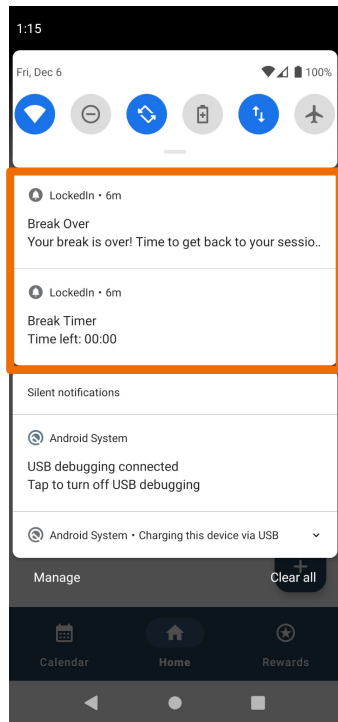 1:15
Fri, Dec 6
100%
LockedIn • 6m
Break Over
Your break is over! Time to get back to your sessio..
LockedIn • 6m
Break Timer
Time left: 00:00
Silent notifications
Android System
USB debugging connected
Tap to turn off USB debugging
Android System • Charging this device via USB
Manage
Clear all
Calendar
Home
Rewards